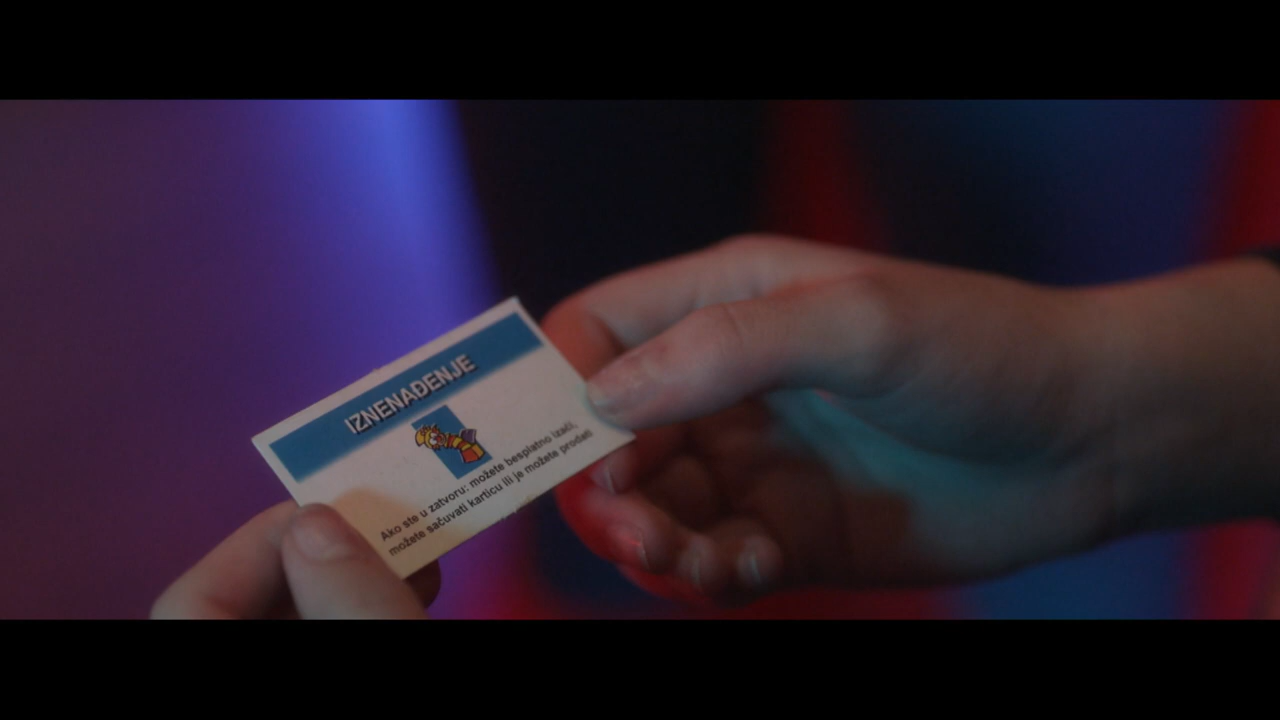 IZNENAĐENJE
Ako ste u zatvoru: možete besplatno izaći,
možete sačuvati karticu ili je možete prodati